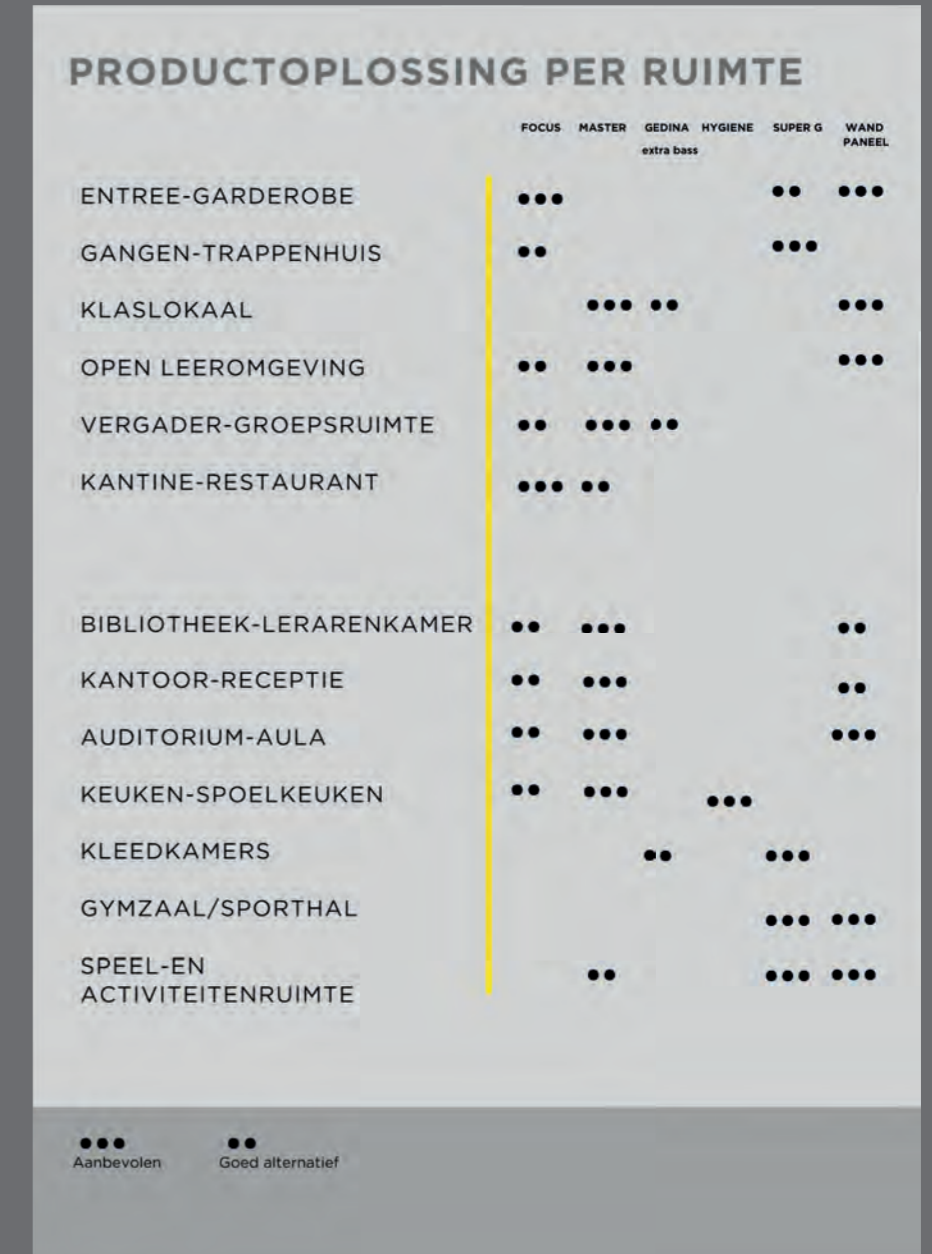 PRODUCTOPLOSSING PER RUIMTE
FOCUS MASTER GEDINA HYGIENE SUPER G WAND
extra bass PANEEL
ENTREE-GARDEROBE ●●● ●● ●●●
GANGEN-TRAPPENHUIS ●● ●●●
KLASLOKAAL ●●● ●● ●●●
OPEN LEEROMGEVING ●● ●●● ●●●
VERGADER-GROEPSRUIMTE ●● ●●● ●●
KANTINE-RESTAURANT ●●● ●●
BIBLIOTHEEK-LERARENKAMER ●● ●●● ●●
KANTOOR-RECEPTIE ●● ●●● ●●
AUDITORIUM-AULA ●● ●●● ●●●
KEUKEN-SPOELKEUKEN ●● ●●● ●●●
KLEEDKAMERS ●● ●●●
GYMZAAL/SPORTHAL ●●● ●●●
SPEEL-EN
ACTIVITEITENRUIMTE ●● ●●● ●●●
●●● ●●
Aanbevolen Goed alternatief